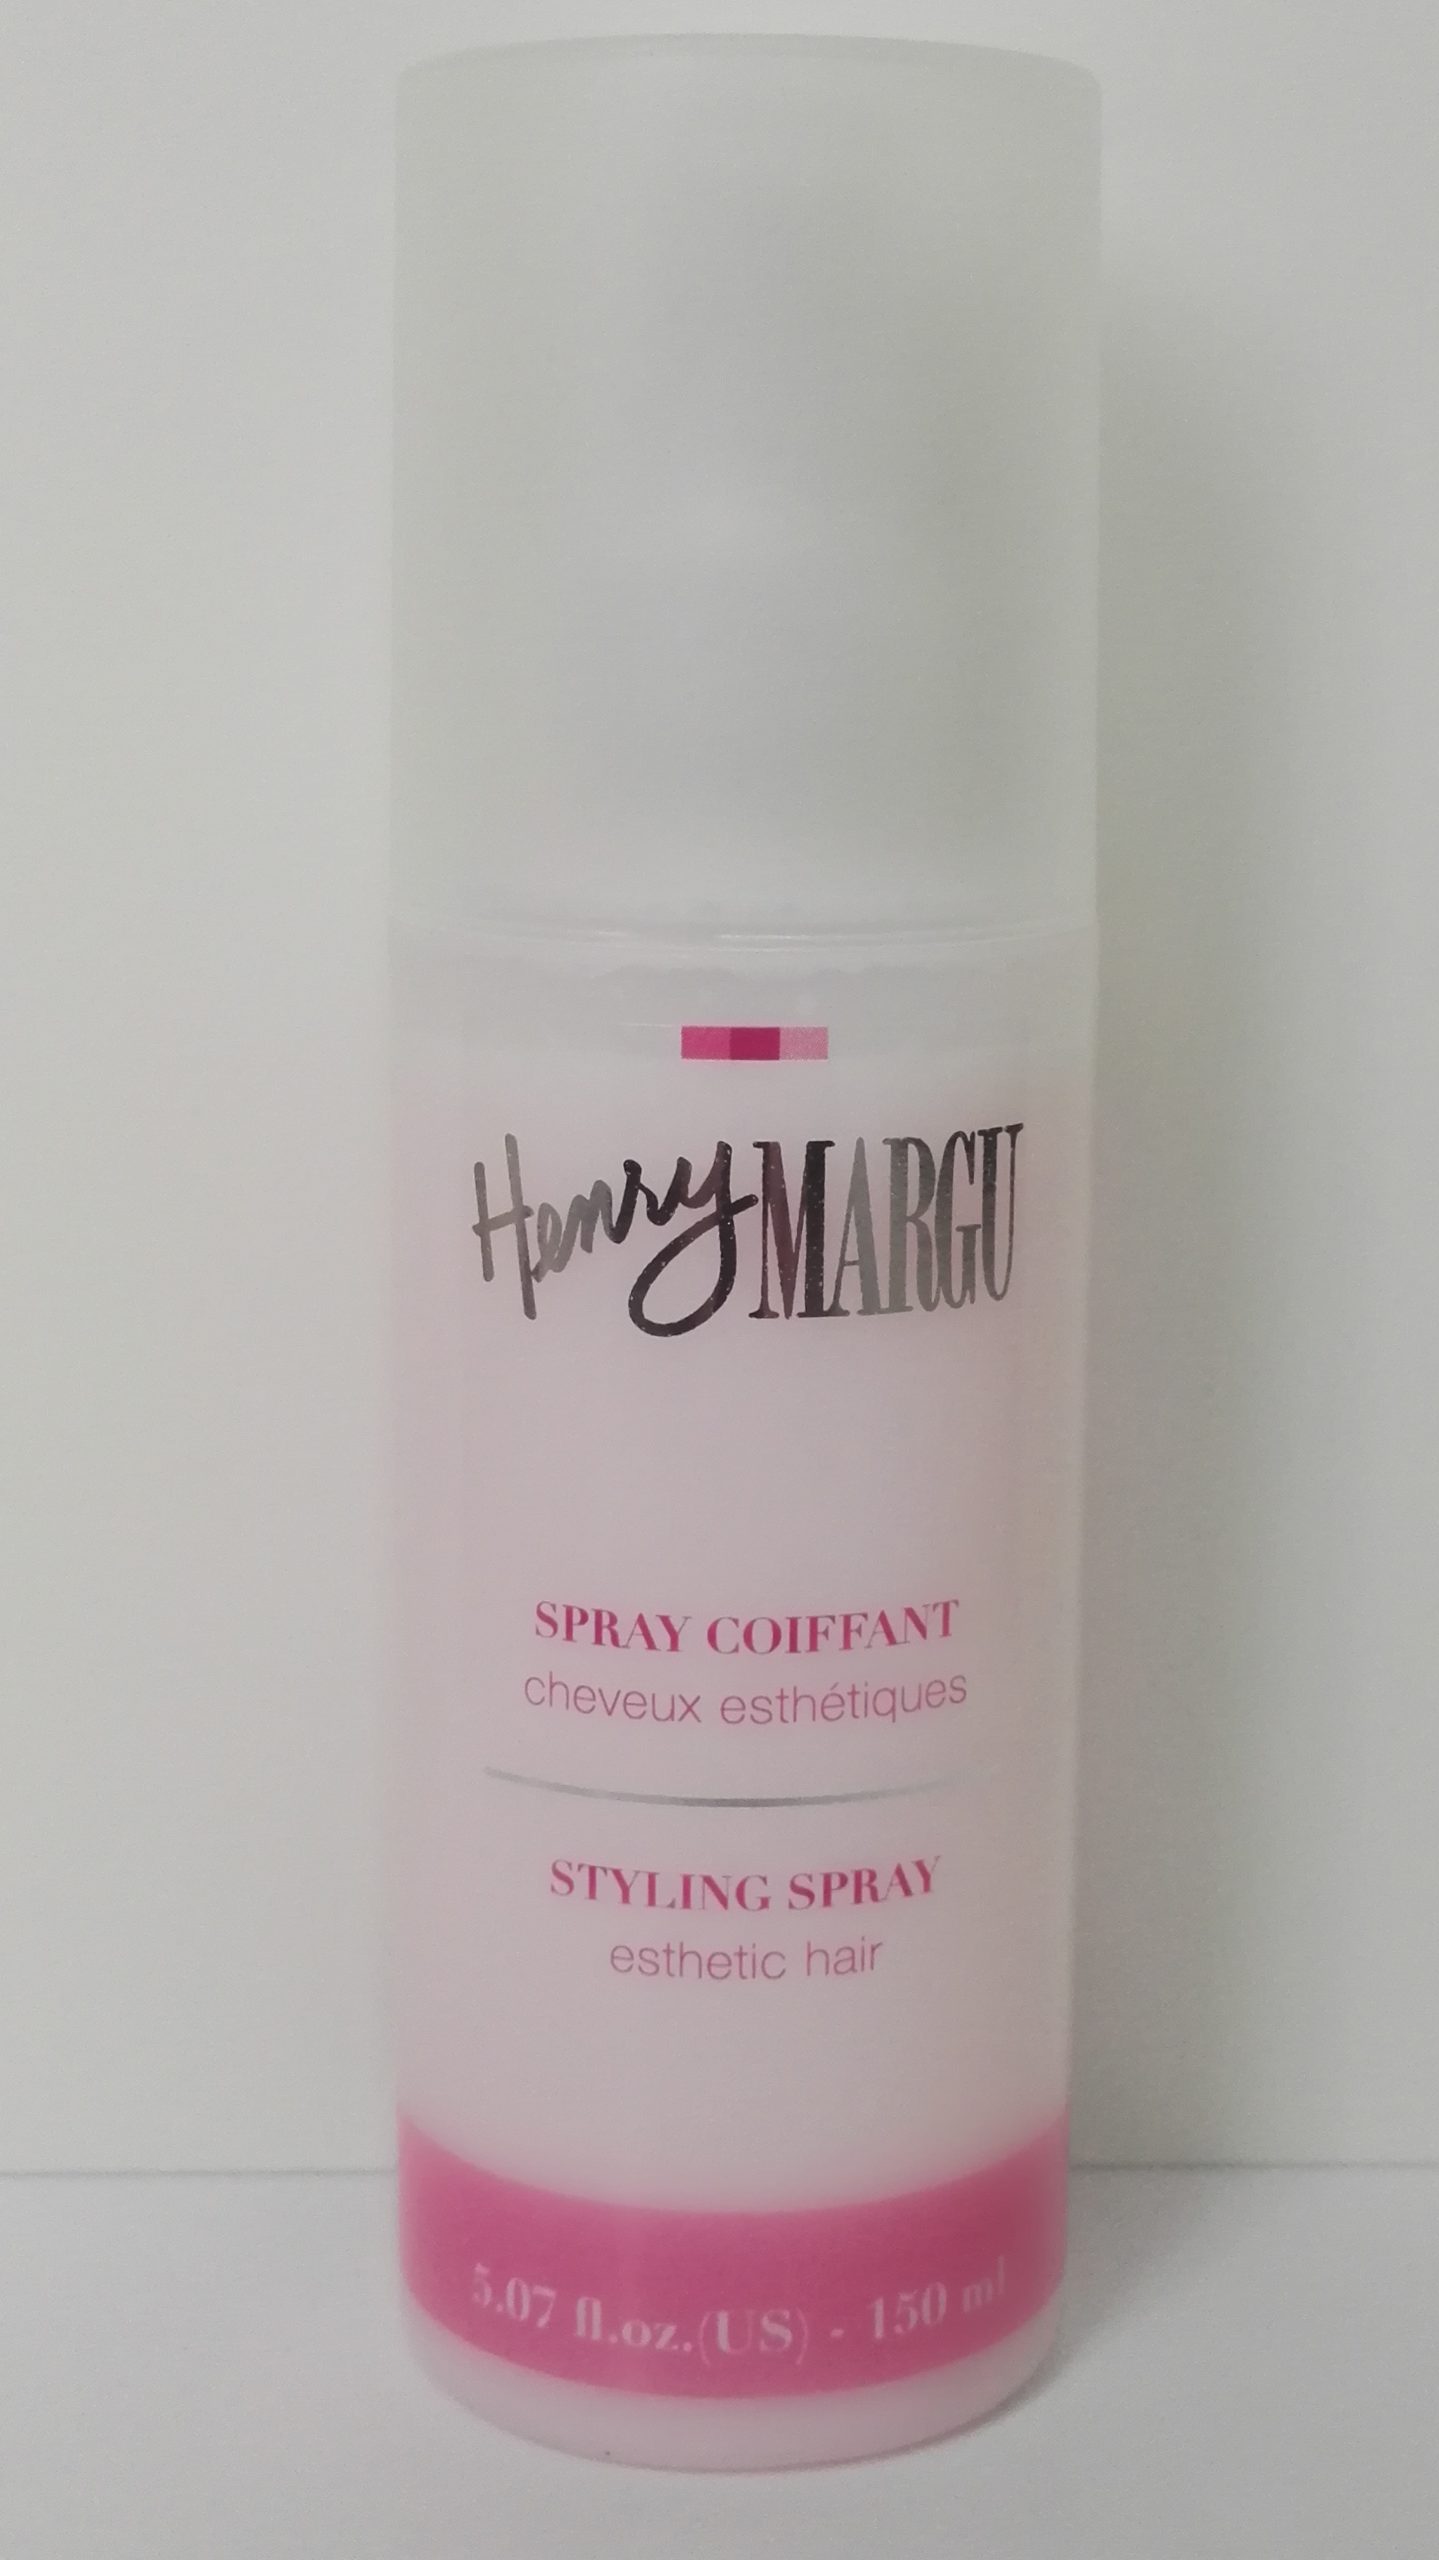 Henry MARGU
SPRAY COIFFANT
cheveux esthétiques
STYLING SPRAY
esthetic hair
5.07 fl.oz.(US) - 150 ml